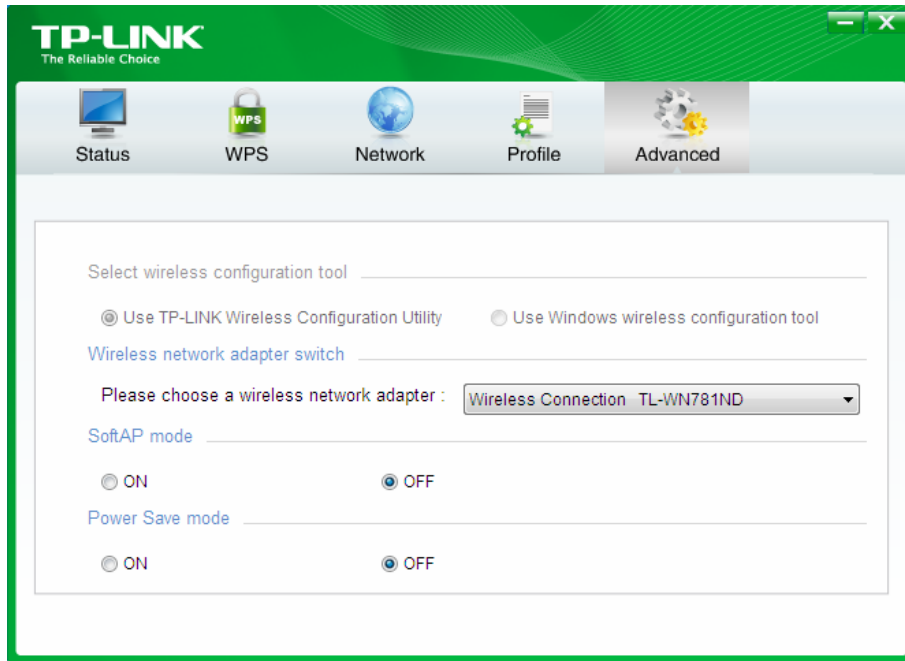 TP-LINK
The Reliable Choice
WPS
Status WPS Network Profile Advanced
Select wireless configuration tool
Use TP-LINK Wireless Configuration Utility Use Windows wireless configuration tool
Wireless network adapter switch
Please choose a wireless network adapter : Wireless Connection TL-WN781ND
SoftAP mode
ON OFF
Power Save mode
ON OFF